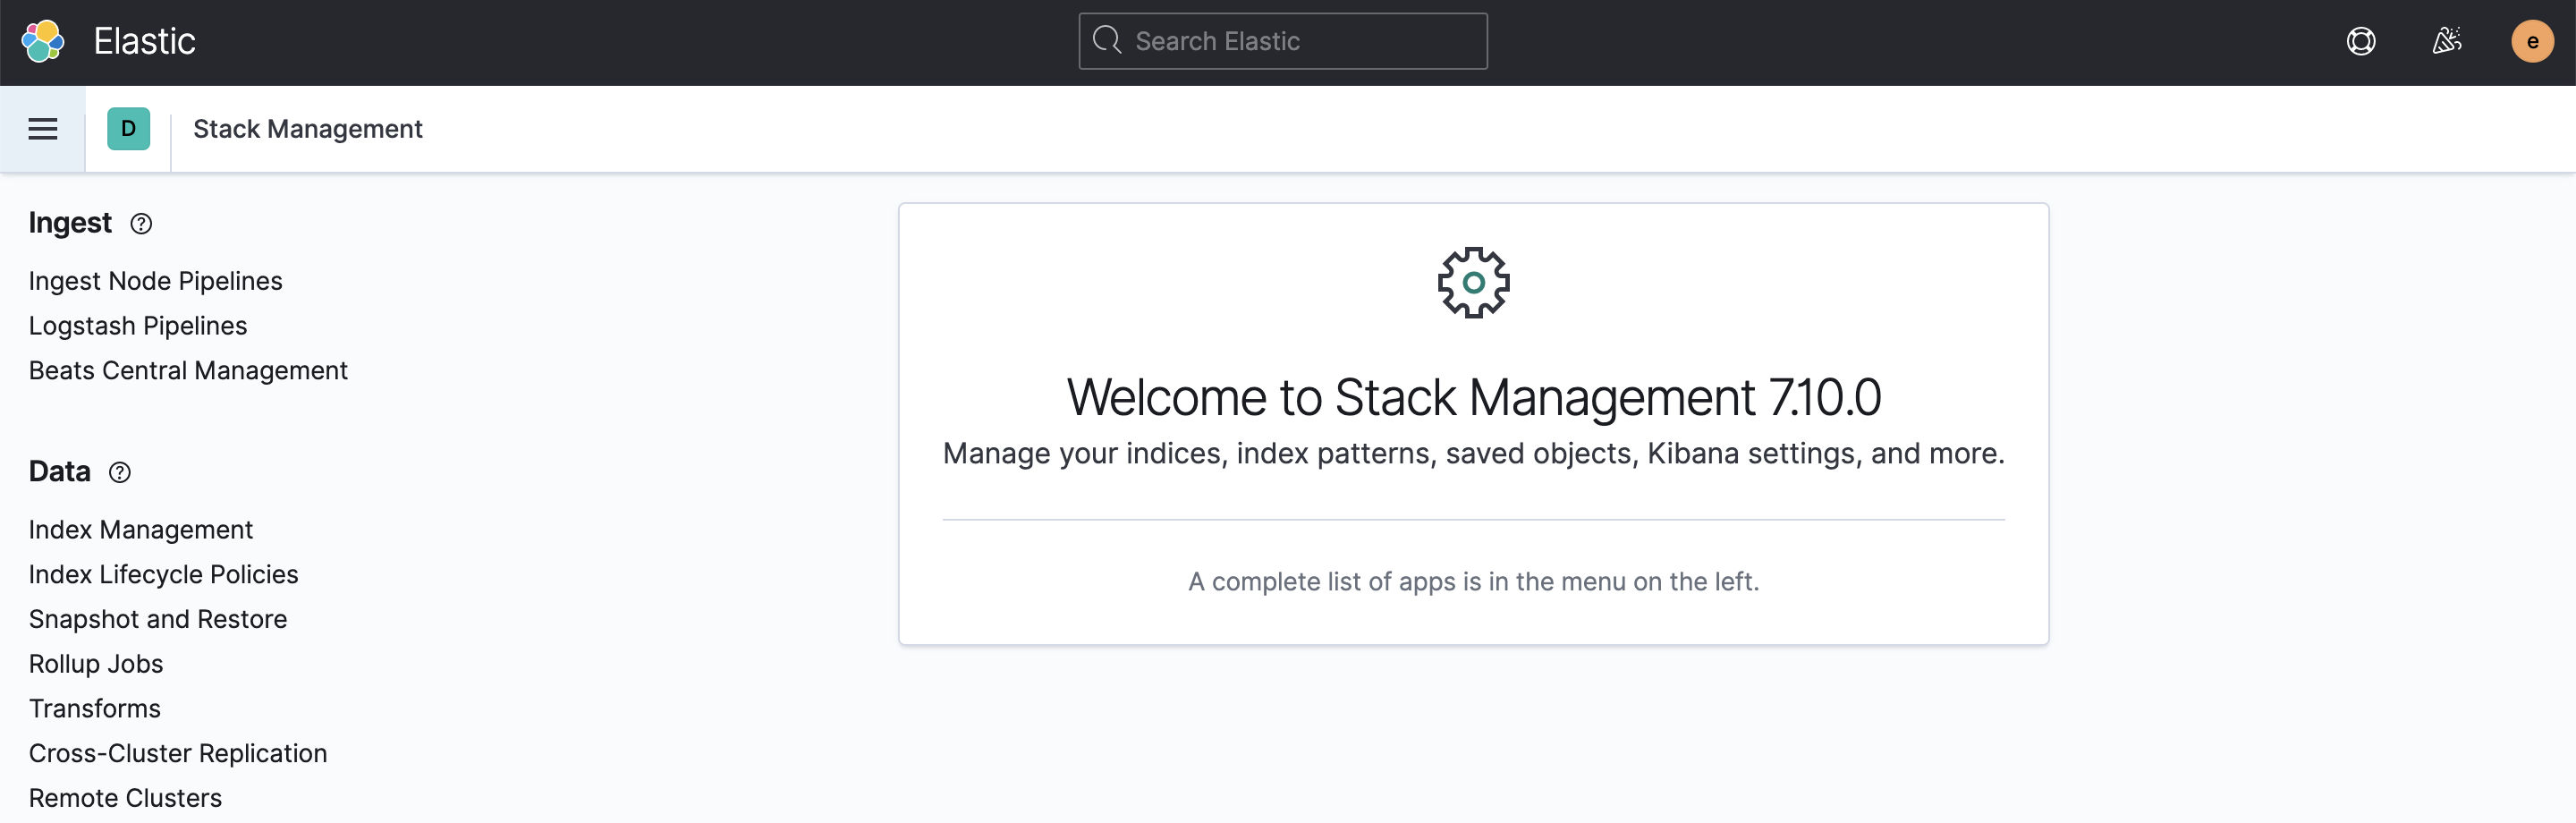 Elastic
Search Elastic
e
D
Stack Management
Ingest
Ingest Node Pipelines
Logstash Pipelines
Beats Central Management
Data
Index Management
Index Lifecycle Policies
Snapshot and Restore
Rollup Jobs
Transforms
Cross-Cluster Replication
Remote Clusters
Welcome to Stack Management 7.10.0
Manage your indices, index patterns, saved objects, Kibana settings, and more.
A complete list of apps is in the menu on the left.